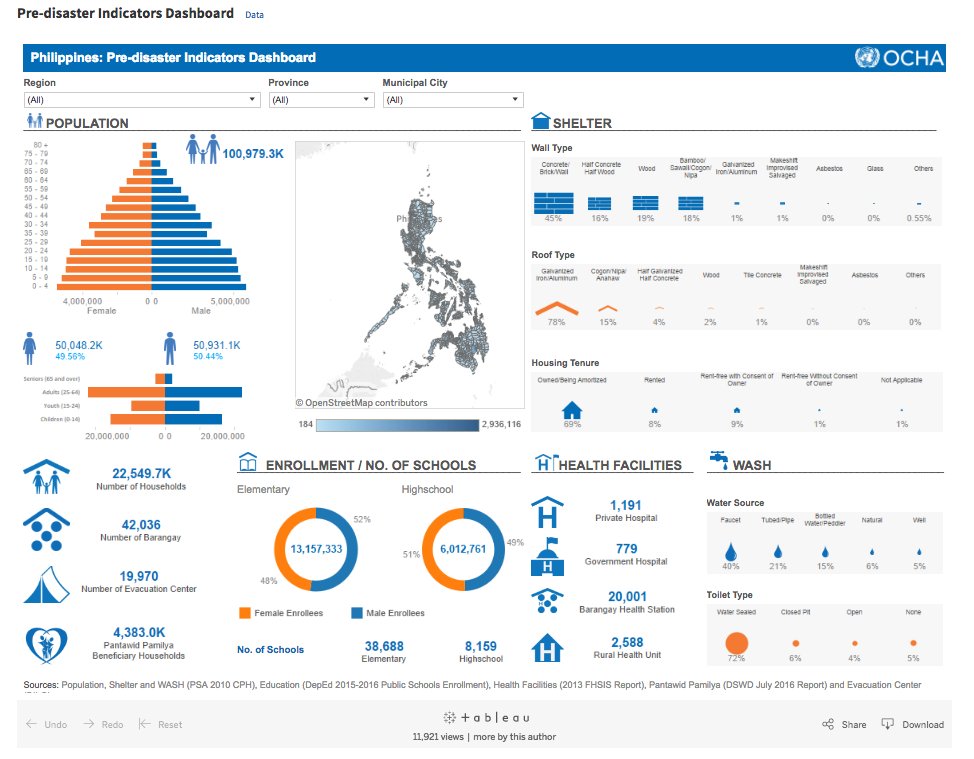 Pre-disaster Indicators Dashboard Data
Philippines: Pre-disaster Indicators Dashboard
OCHA
Region
Province
Municipal City
(All)
(All)
(All)
POPULATION
100,979.3K
80 +
75 - 79
70 - 74
65 - 69
60 - 64
55 - 59
50 - 54
45 - 49
40 - 44
30 - 34
35 - 39
25 - 29
20 - 24
15 - 19
10 - 14
5 - 9
0 - 4
4,000,000 0 0 5,000,000
Female Male
50,048.2K
49.56%
50,931.1K
50.44%
Seniors (65 and over)
Adults (25-64)
Youth (15-24)
Children (0-14)
20,000,000 0 0 20,000,000
© OpenStreetMap contributors
184 2,936,116
SHELTER
Wall Type
Concrete/
Brick/Wall
Half Concrete
Half Wood
Wood
Bamboo/
Sawali/Cogon/
Nipa
Galvanized
Iron/Aluminum
Makeshift
Improvised
Salvaged
Asbestos
Glass
Others
45% 16% 19% 18% 1% 1% 0% 0% 0.55%
Roof Type
Galvanized
Iron/Aluminum
Cogon/Nipa/
Anahaw
Half Galvanized
Half Concrete
Wood
Tile Concrete
Makeshift
Improvised
Salvaged
Asbestos
Others
78% 15% 4% 2% 1% 0% 0% 0%
Housing Tenure
Owned/Being Amortized
Rented
Rent-free with Consent of
Owner
Rent-free Without Consent
of Owner
Not Applicable
69% 8% 9% 1% 1%
22,549.7K
Number of Households
42,036
Number of Barangay
19,970
Number of Evacuation Center
4,383.0K
Pantawid Pamilya
Beneficiary Households
ENROLLMENT / NO. OF SCHOOLS
Elementary
52%
13,157,333
48%
Highschool
51%
6,012,761
49%
Female Enrollees
Male Enrollees
No. of Schools
38,688
Elementary
8,159
Highschool
HEALTH FACILITIES
1,191
Private Hospital
779
Government Hospital
20,001
Barangay Health Station
2,588
Rural Health Unit
WASH
Water Source
Faucet
Tubed/Pipe
Bottled
Water/Peddler
Natural
Well
40% 21% 15% 6% 5%
Toilet Type
Water Sealed
Closed Pit
Open
None
72% 6% 4% 5%
Sources: Population, Shelter and WASH (PSA 2010 CPH), Education (DepEd 2015-2016 Public Schools Enrollment), Health Facilities (2013 FHSIS Report), Pantawid Pamilya (DSWD July 2016 Report) and Evacuation Center
Undo Redo Reset
+ a b l e a u
11,921 views | more by this author
Share Download